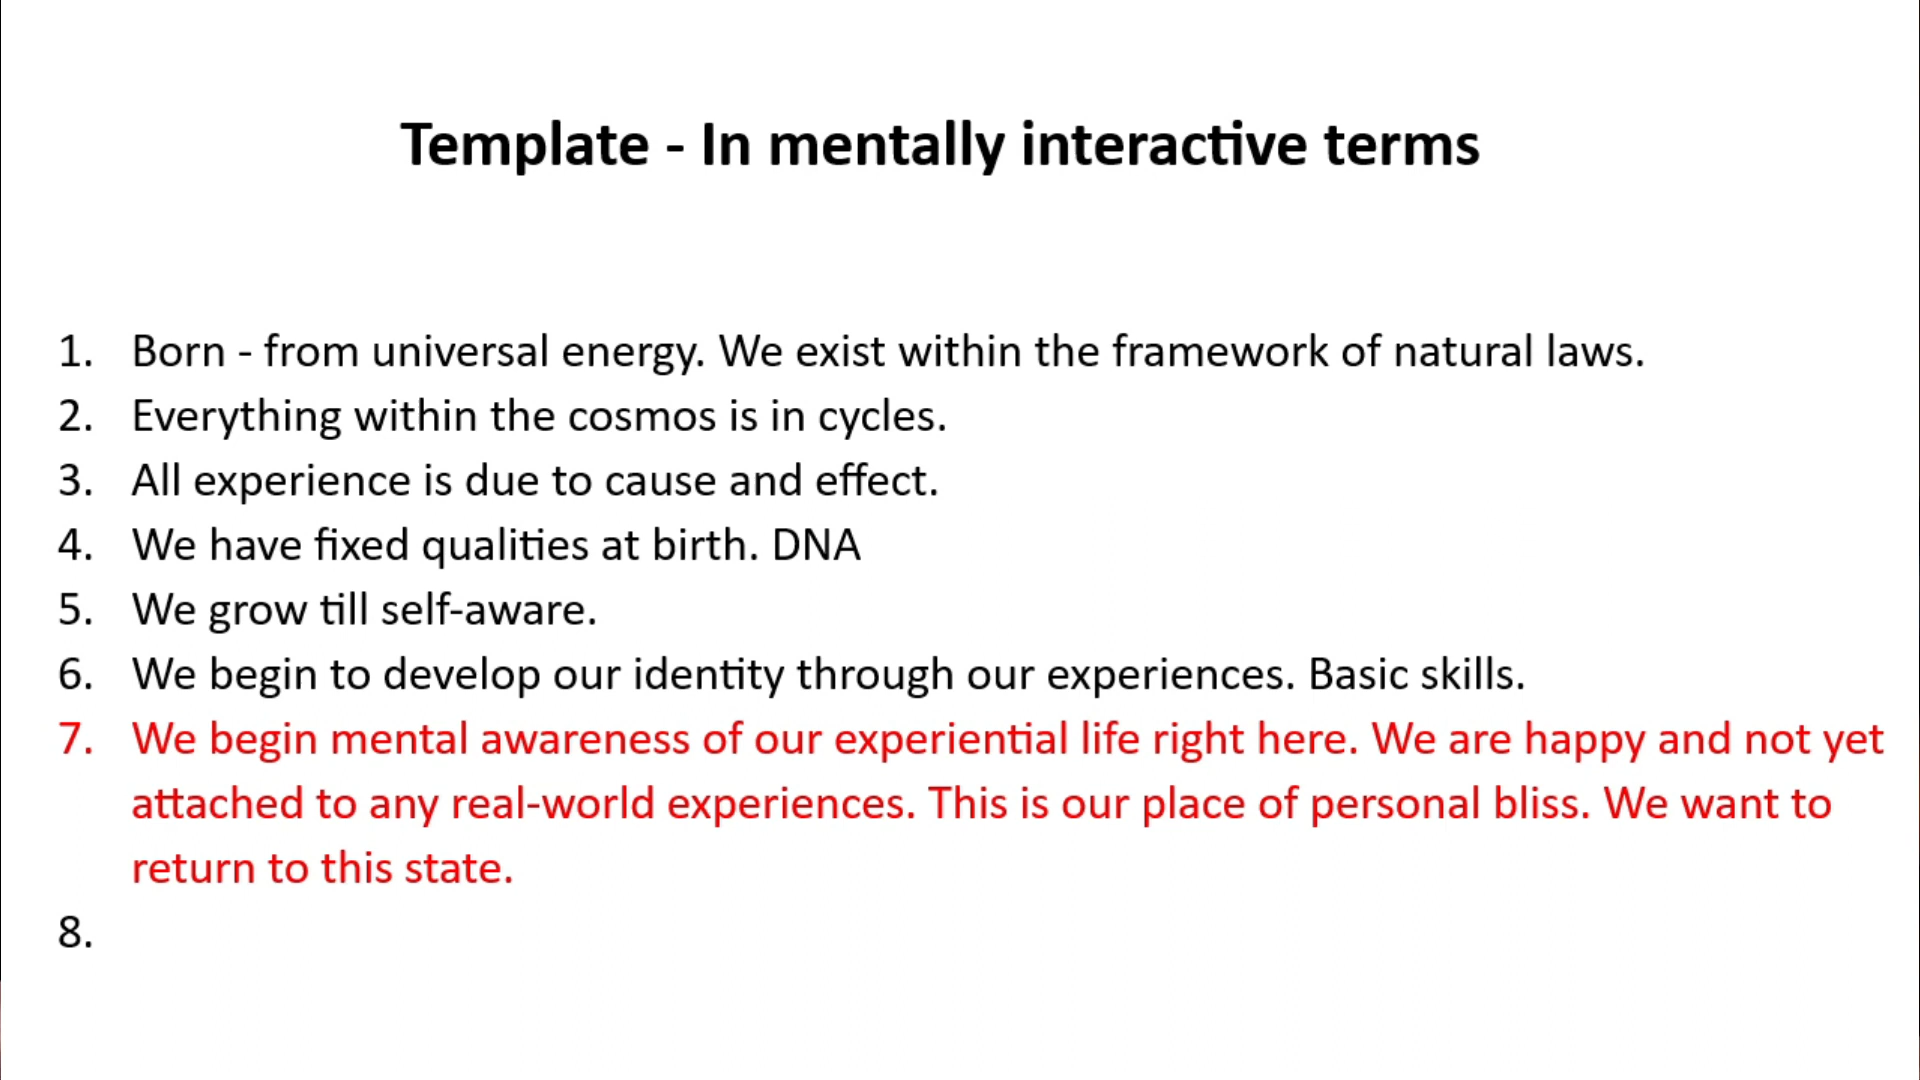 Template - In mentally interactive terms
1. Born - from universal energy. We exist within the framework of natural laws.
2. Everything within the cosmos is in cycles.
3. All experience is due to cause and effect.
4. We have fixed qualities at birth. DNA
5. We grow till self-aware.
6. We begin to develop our identity through our experiences. Basic skills.
7. We begin mental awareness of our experiential life right here. We are happy and not yet
attached to any real-world experiences. This is our place of personal bliss. We want to
return to this state.
8.